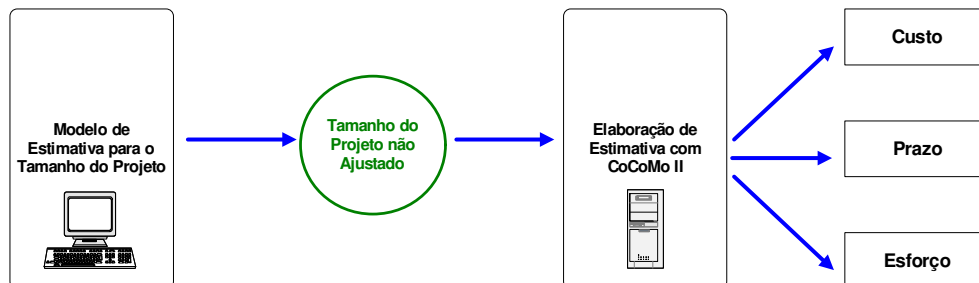 Modelo de
Estimativa para o
Tamanho do Projeto
Tamanho do
Projeto não
Ajustado
Elaboração de
Estimativa com
CoCoMo II
Custo
Prazo
Esforço